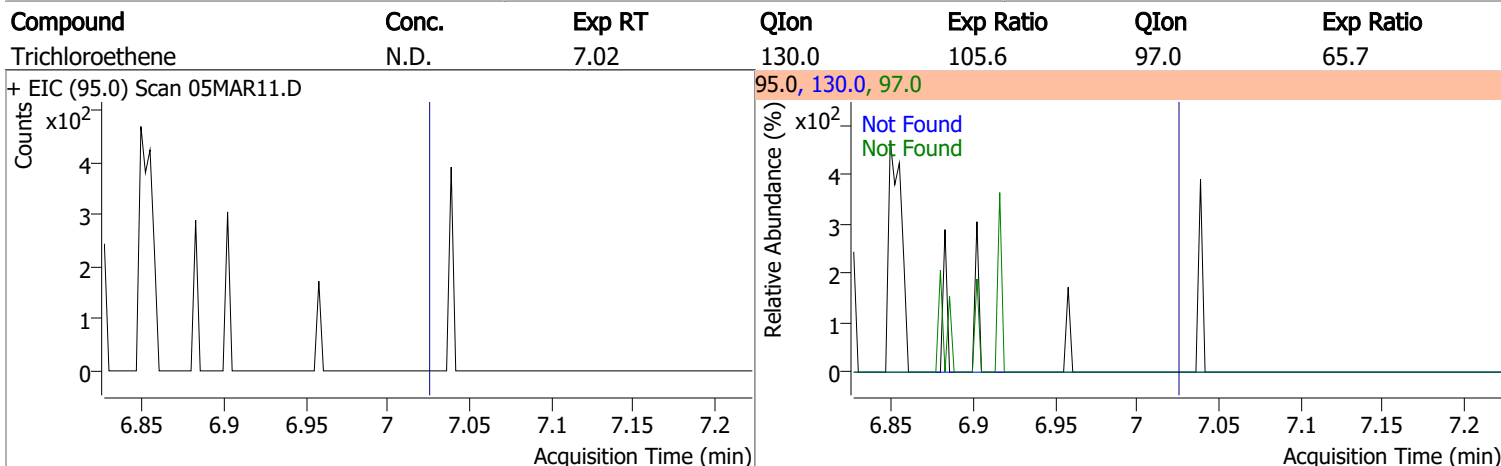 Compound Conc. Exp RT QIon Exp Ratio QIon Exp Ratio
Trichloroethene N.D. 7.02 130.0 105.6 97.0 65.7
+ EIC (95.0) Scan 05MAR11.D
Counts
x10²
4
3
2
1
0
6.85 6.9 6.95 7 7.05 7.1 7.15 7.2
Acquisition Time (min)
95.0, 130.0, 97.0
Relative Abundance (%)
x10²
Not Found
Not Found
4
3
2
1
0
6.85 6.9 6.95 7 7.05 7.1 7.15 7.2
Acquisition Time (min)